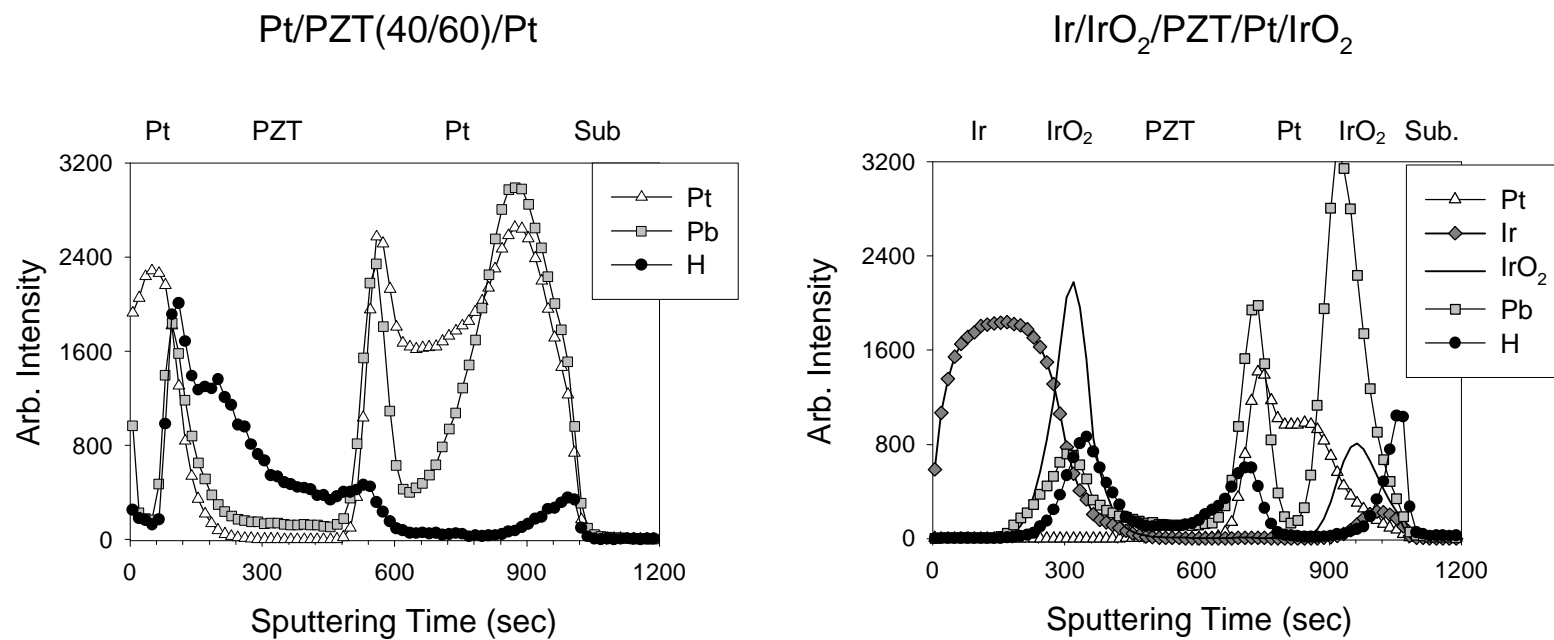 Pt/PZT(40/60)/Pt
Pt PZT Pt Sub
3200
2400
1600
800
0
0 300 600 900 1200
Arb. Intensity
Sputtering Time (sec)
Pt
Pb
H
Ir/IrO2/PZT/Pt/IrO2
Ir IrO2 PZT Pt IrO2 Sub.
3200
2400
1600
800
0
0 300 600 900 1200
Arb. Intensity
Sputtering Time (sec)
Pt
Ir
IrO2
Pb
H